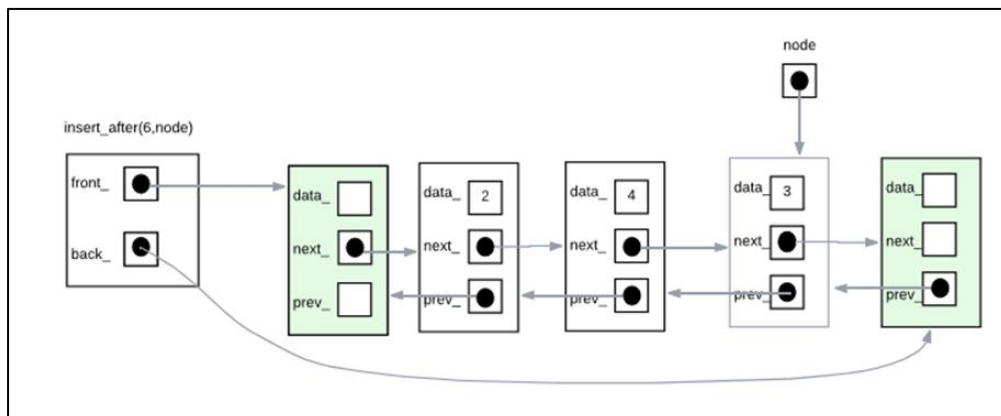 node
insert_after(6,node)
front_
back_
data_
next_
prev_
data_ 2
next_
prev_
data_ 4
next_
prev_
data_ 3
next_
prev_
data_
next_
prev_